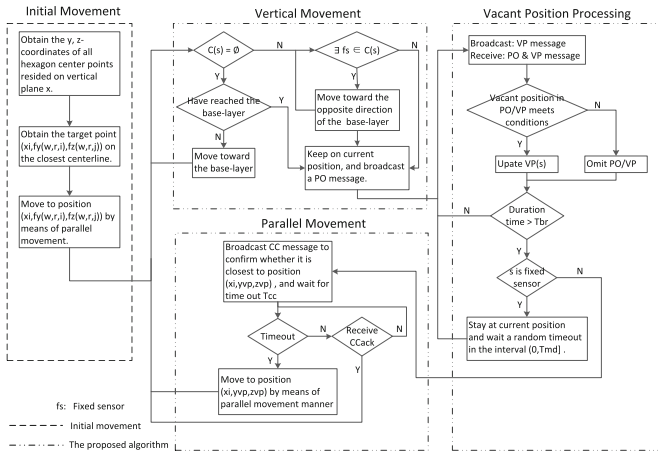 Initial Movement
Obtain the y, z-
coordinates of all
hexagon center points
resided on vertical
plane x.
Obtain the target point
(xi,fy(w,r,i),fz(w,r,j)) on
the closest centerline.
Move to position
(xi,fy(w,r,i),fz(w,r,j)) by
means of parallel
movement.
Vertical Movement
C(s) = Ø
N
∃ fs ∈ C(s)
N
Y
Y
Have reached the
base-layer
Y
N
Move toward
the base-layer
Move toward the
opposite direction
of the base-layer
Keep on current
position, and broadcast
a PO message.
Parallel Movement
Broadcast CC message to
confirm whether it is
closest to position
(xi,yvp,zvp) , and wait for
time out Tcc
Timeout
N
Receive
CCack
N
Y
Y
Move to position
(xi,yvp,zvp) by means of
parallel movement manner
Vacant Position Processing
Broadcast: VP message
Receive: PO & VP message
Vacant position in
PO/VP meets
conditions
N
Y
Upate VP(s)
Omit PO/VP
Duration
time > Tbr
N
Y
s is fixed
sensor
N
Y
Stay at current position
and wait a random timeout
in the interval (0,Tmd] .
fs: Fixed sensor
Initial movement
The proposed algorithm